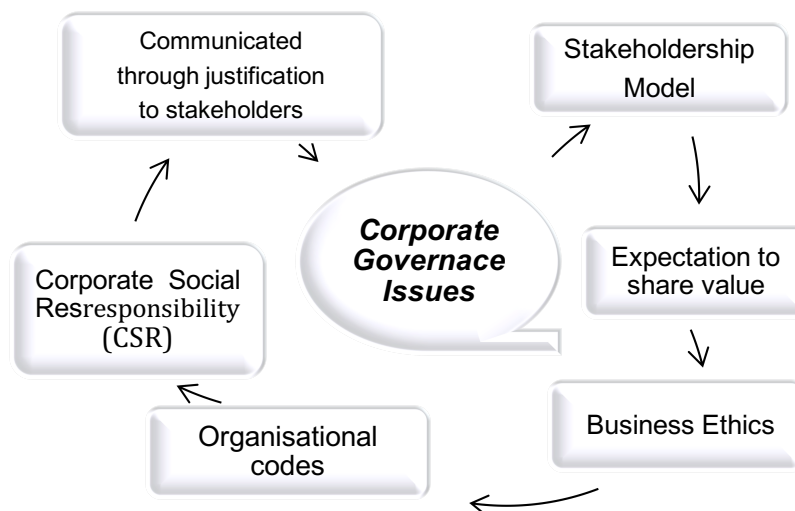 Communicated
through justification
to stakeholders
Stakeholdership
Model
Corporate
Governace
Issues
Expectation to
share value
Corporate Social
Resresponsibility
(CSR)
Business Ethics
Organisational
codes